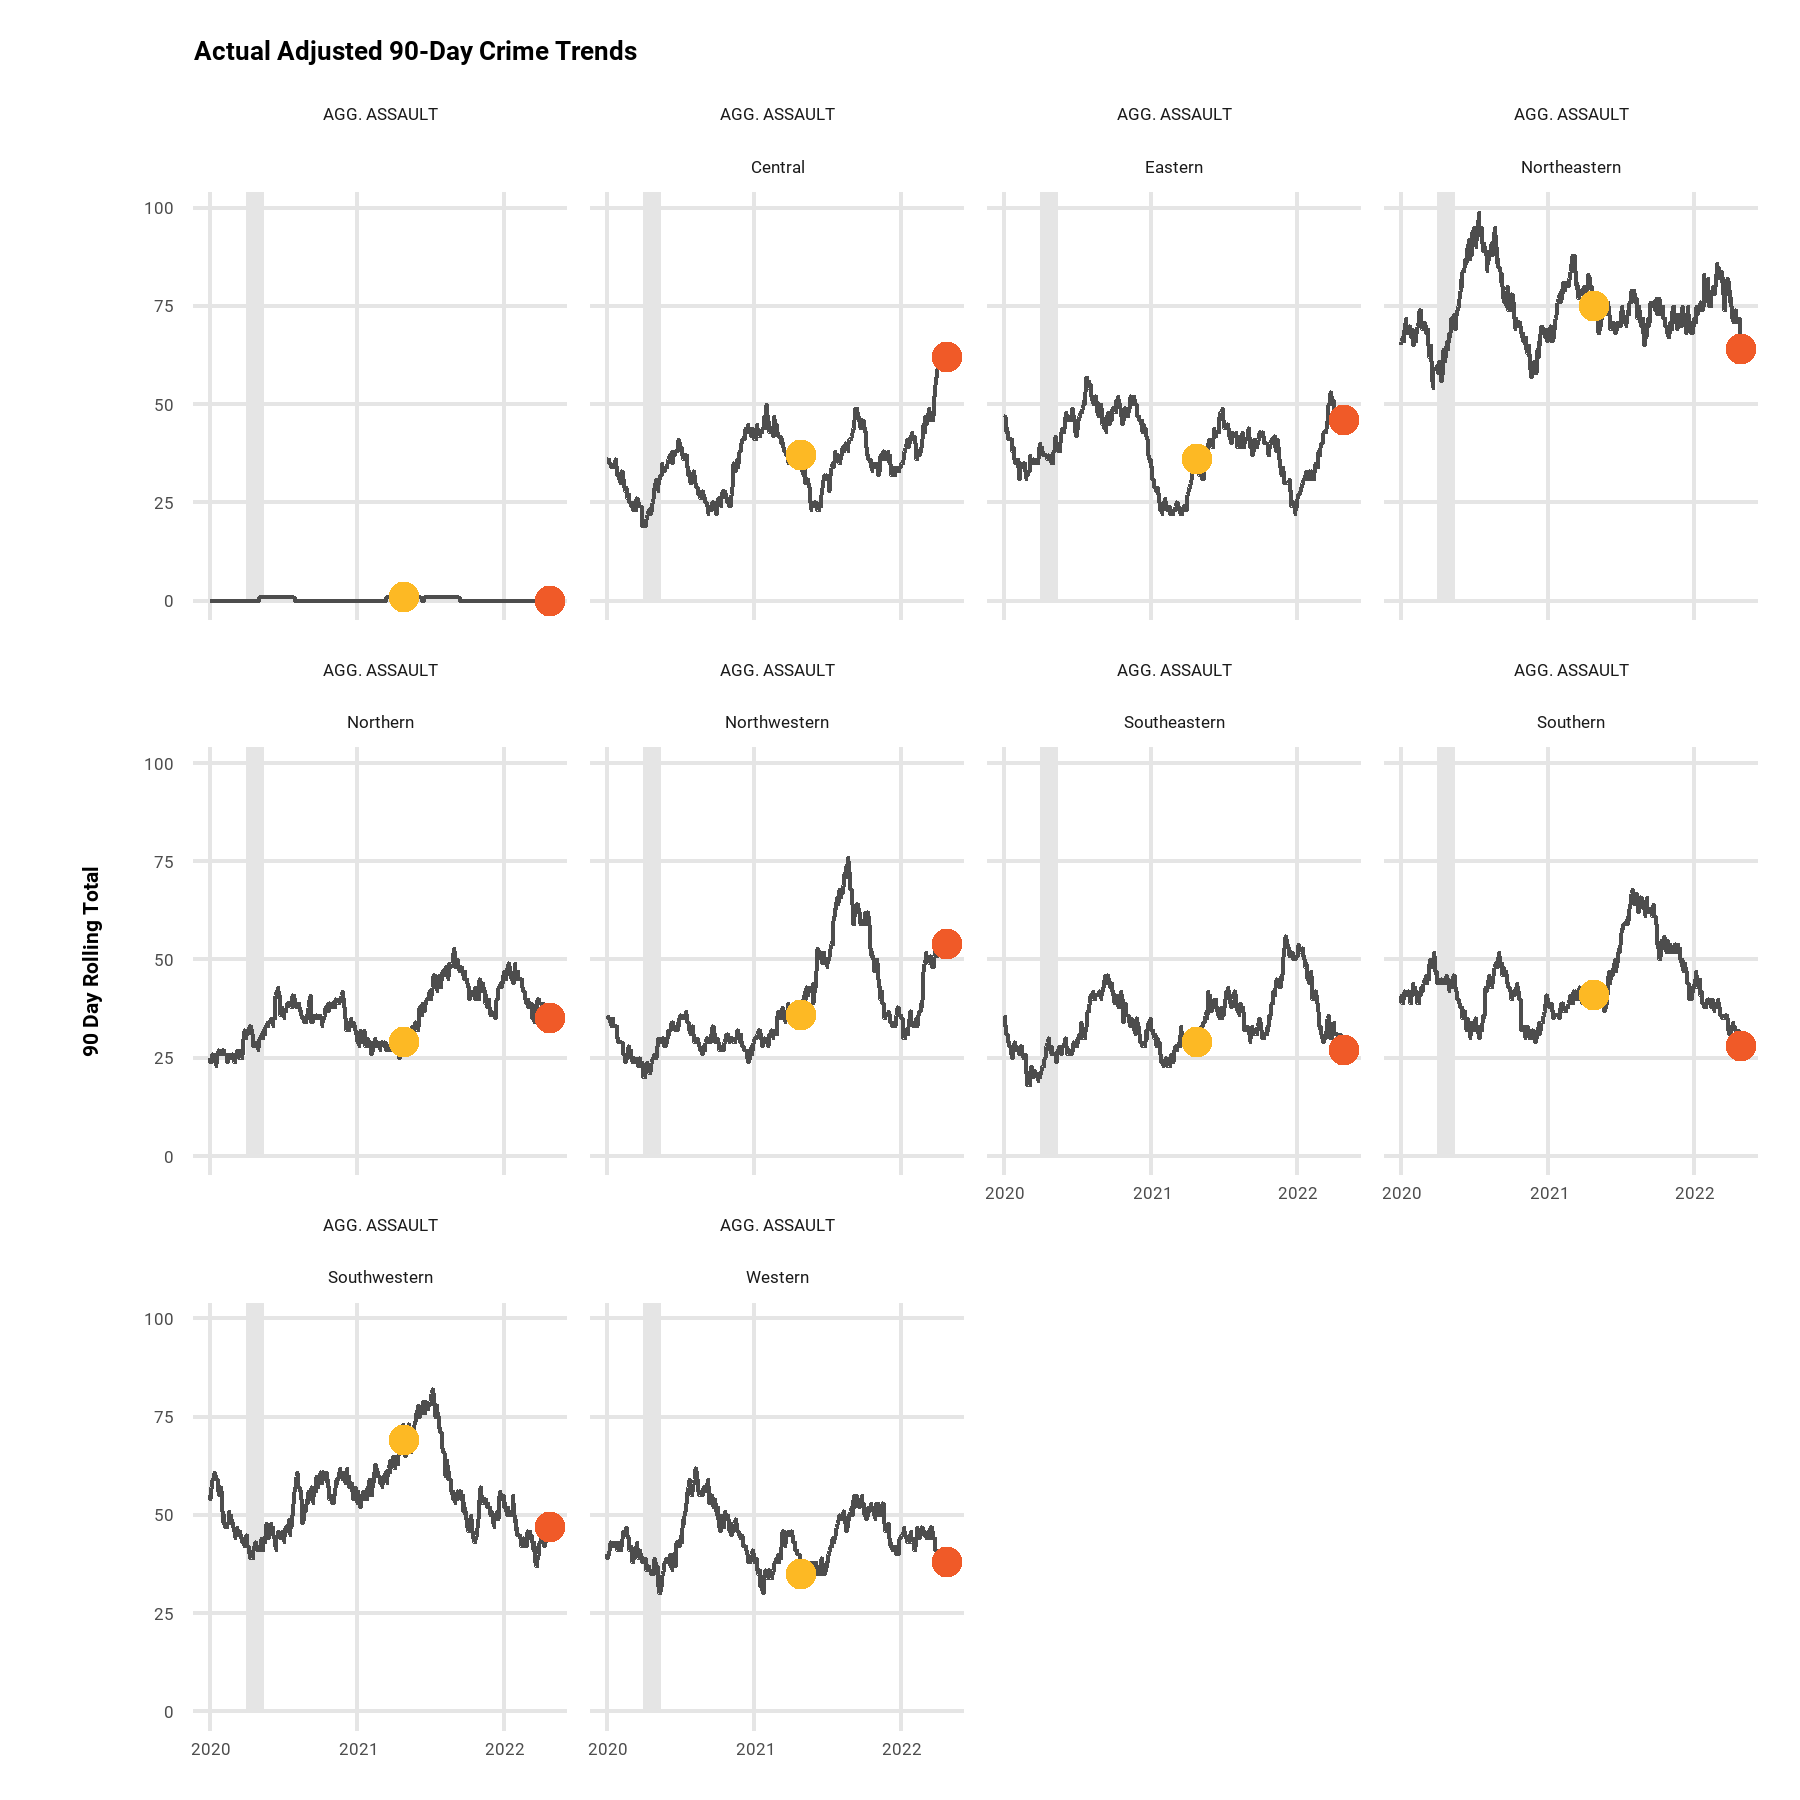 Actual Adjusted 90-Day Crime Trends
AGG. ASSAULT
AGG. ASSAULT
AGG. ASSAULT
AGG. ASSAULT
Central
Eastern
Northeastern
100
75
50
25
0
AGG. ASSAULT
AGG. ASSAULT
AGG. ASSAULT
AGG. ASSAULT
Northern
Northwestern
Southeastern
Southern
90 Day Rolling Total
100
75
50
25
0
2020
2021
2022
2020
2021
2022
AGG. ASSAULT
AGG. ASSAULT
Southwestern
Western
100
75
50
25
0
2020
2021
2022
2020
2021
2022